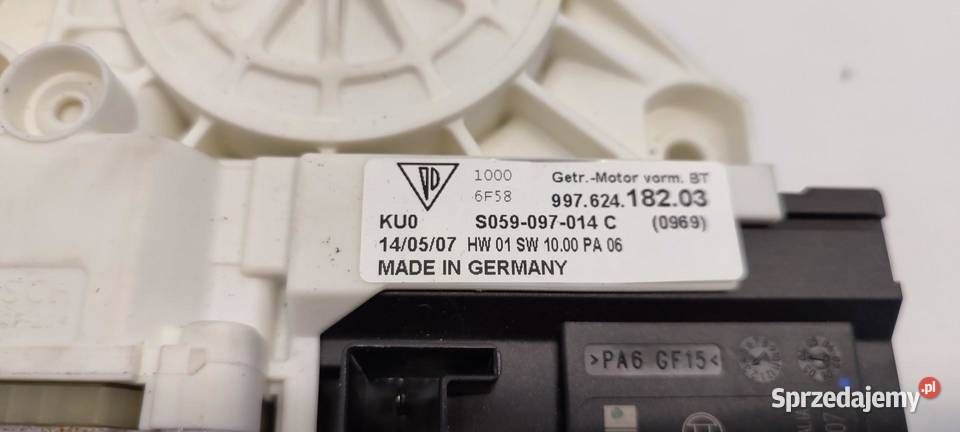 1000 Getr.-Motor vorm. BT
6F58 997.624.182.03
KU0 S059-097-014 C (0969)
14/05/07 HW 01 SW 10.00 PA 06
MADE IN GERMANY
>PA6 GF15<
Sprzedajemy.pl